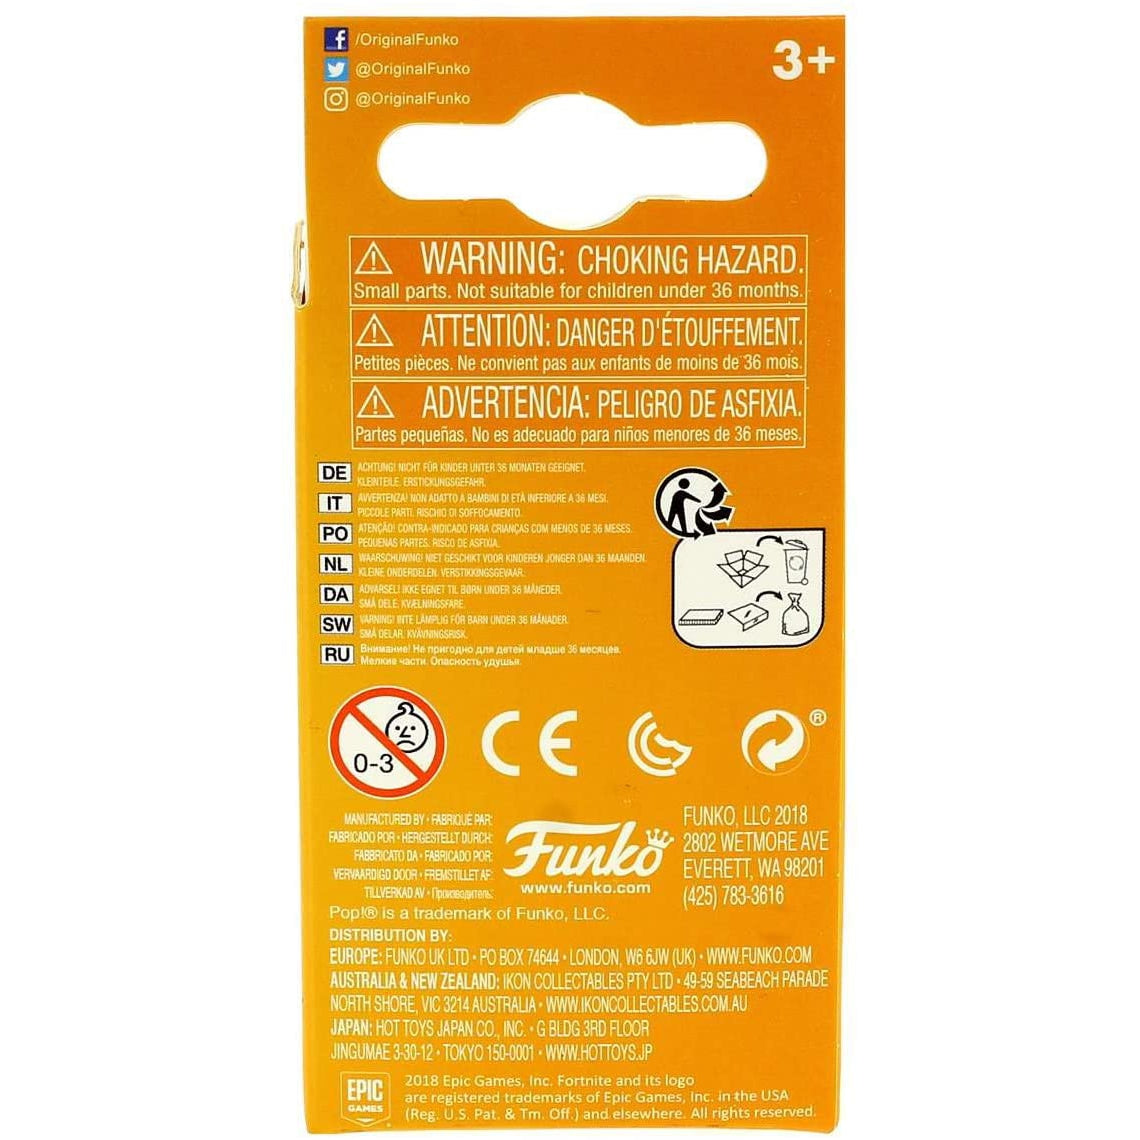 f /OriginalFunko
@OriginalFunko
@OriginalFunko
3+
WARNING: CHOKING HAZARD.
Small parts. Not suitable for children under 36 months.
ATTENTION: DANGER D'ÉTOUFFEMENT.
Petites pièces. Ne convient pas aux enfants de moins de 36 mois.
ADVERTENCIA: PELIGRO DE ASFIXIA.
Partes pequeñas. No es adecuado para niños menores de 36 meses.
DE ACHTUNG! NICHT FÜR KINDER UNTER 36 MONATEN GEEIGNET.
KLEINTEILE. ERSTICKUNGSGEFAHR.
IT AVVERTENZA! NON ADATTO A BAMBINI DI ETÀ INFERIORE A 36 MESI.
PICCOLE PARTI. RISCHIO DI SOFFOCAMENTO.
PO ATENÇÃO! CONTRA-INDICADO PARA CRIANÇAS COM MENOS DE 36 MESES.
PEQUENAS PARTES. RISCO DE ASFIXIA.
NL WAARSCHUWING! NIET GESCHIKT VOOR KINDEREN JONGER DAN 36 MAANDEN.
KLEINE ONDERDELEN. VERSTIKKINGSGEVAAR.
DA ADVARSEL! IKKE EGNET TIL BØRN UNDER 36 MÅNEDER.
SMÅ DELE. KVÆLNINGSFARE.
SW VARNING! INTE LÄMPLIG FÖR BARN UNDER 36 MÅNADER.
SMÅ DELAR. KVÄVNINGSRISK.
RU Внимание! Не пригодно для детей младше 36 месяцев.
Мелкие части. Опасность удушья.
0-3
CE
®
MANUFACTURED BY • FABRIQUÉ PAR:
FABRICADO POR • HERGESTELLT DURCH:
FABBRICATO DA • FABRICADO POR:
VERVAARDIGD DOOR • FREMSTILLET AF:
TILLVERKAD AV • Производитель:
Funko
www.funko.com
FUNKO, LLC 2018
2802 WETMORE AVE
EVERETT, WA 98201
(425) 783-3616
Pop!® is a trademark of Funko, LLC.
DISTRIBUTION BY:
EUROPE: FUNKO UK LTD • PO BOX 74644 • LONDON, W6 6JW (UK) • WWW.FUNKO.COM
AUSTRALIA & NEW ZEALAND: IKON COLLECTABLES PTY LTD • 49-59 SEABEACH PARADE
NORTH SHORE, VIC 3214 AUSTRALIA • WWW.IKONCOLLECTABLES.COM.AU
JAPAN: HOT TOYS JAPAN CO., INC. • G BLDG 3RD FLOOR
JINGUMAE 3-30-12 • TOKYO 150-0001 • WWW.HOTTOYS.JP
EPIC
GAMES
2018 Epic Games, Inc. Fortnite and its logo
are registered trademarks of Epic Games, Inc. in the USA
(Reg. U.S. Pat. & Tm. Off.) and elsewhere. All rights reserved.